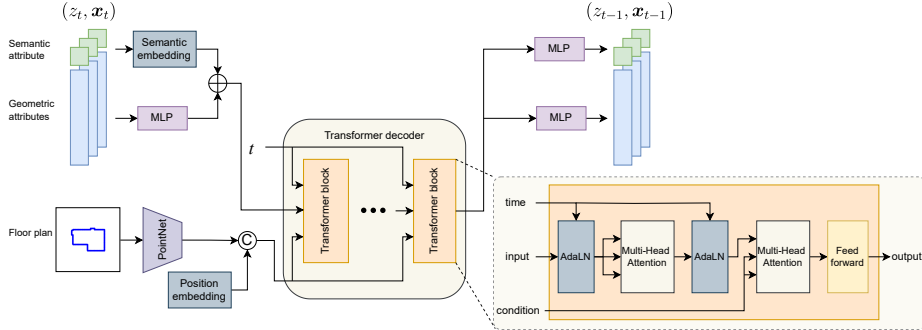 (z_t, x_t)
(z_{t-1}, x_{t-1})
Semantic
attribute
Semantic
embedding
MLP
Geometric
attributes
MLP
MLP
Transformer decoder
t
Transformer block
Transformer block
Floor plan
PointNet
C
Position
embedding
time
input
AdaLN
Multi-Head
Attention
AdaLN
Multi-Head
Attention
Feed
forward
output
condition